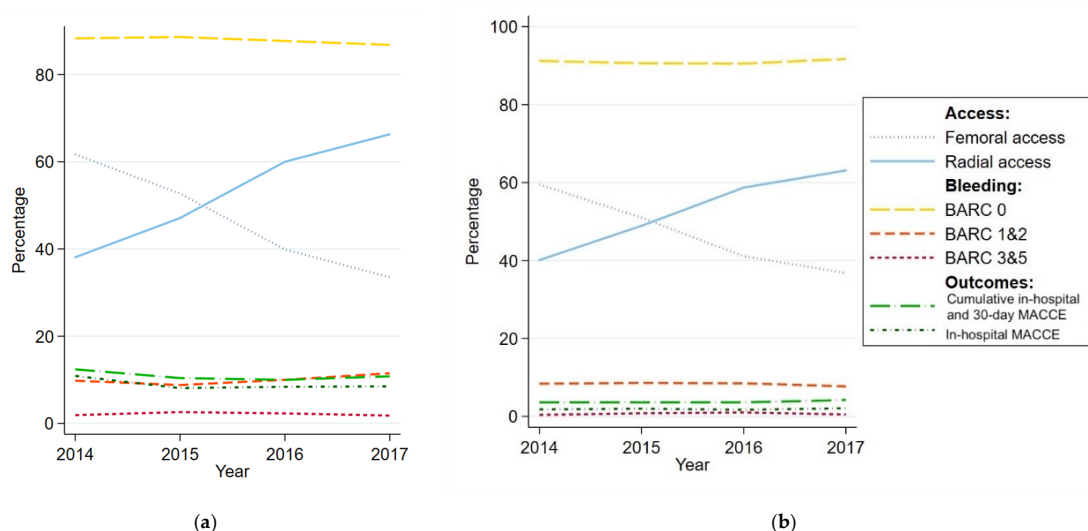 Percentage
80
60
40
20
0
2014 2015 2016 2017
Year
(a)
Percentage
100
80
60
40
20
0
2014 2015 2016 2017
Year
(b)
Access:
Femoral access
Radial access
Bleeding:
BARC 0
BARC 1&2
BARC 3&5
Outcomes:
Cumulative in-hospital
and 30-day MACCE
In-hospital MACCE